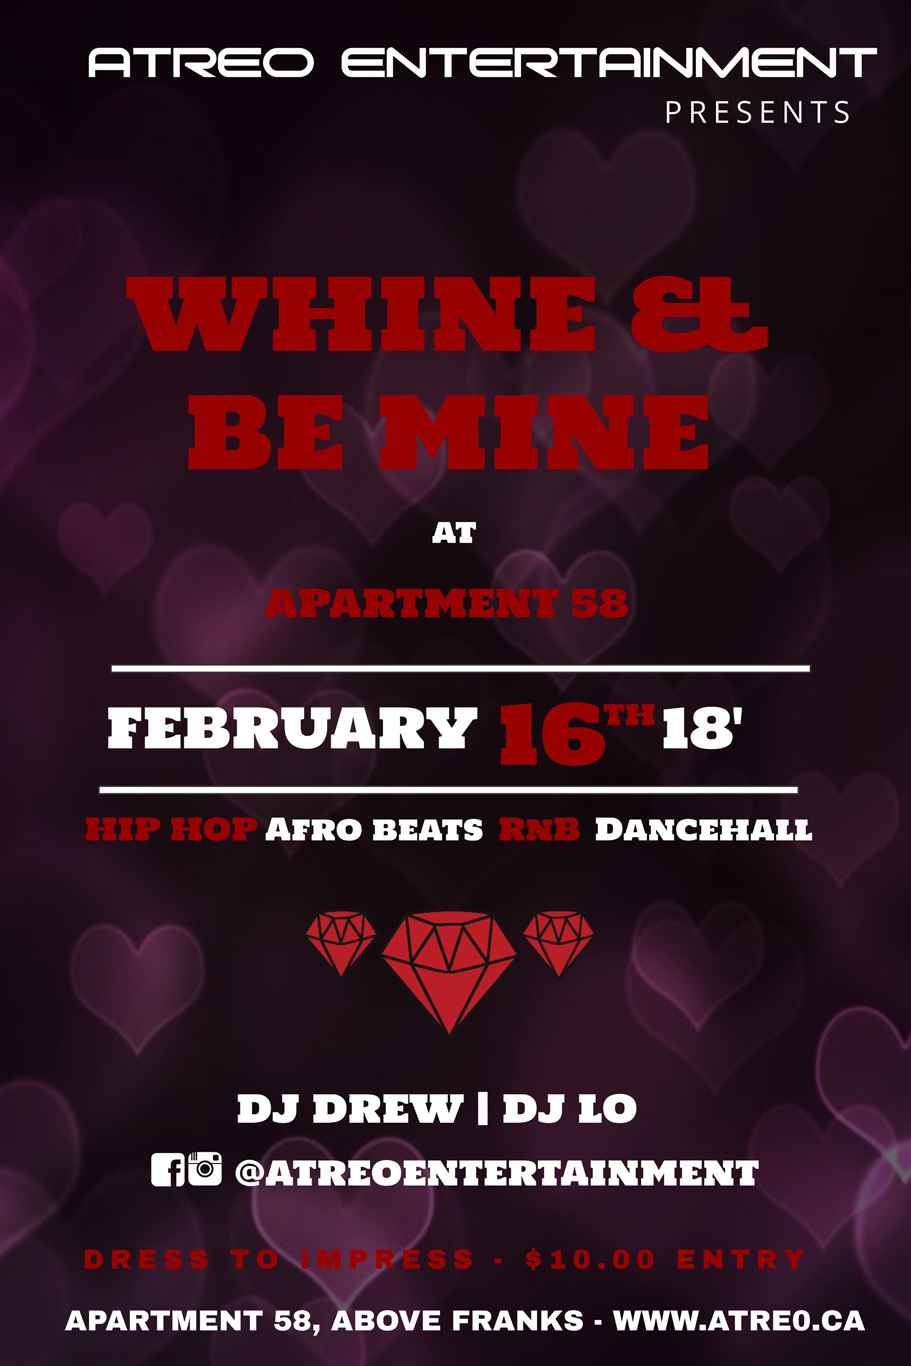 ATREO ENTERTAINMENT
PRESENTS
WHINE &
BE MINE
AT
APARTMENT 58
FEBRUARY 16TH 18'
HIP HOP AFRO BEATS RNB DANCEHALL
DJ DREW | DJ LO
@ATREOENTERTAINMENT
DRESS TO IMPRESS - $10.00 ENTRY
APARTMENT 58, ABOVE FRANKS - WWW.ATRE0.CA